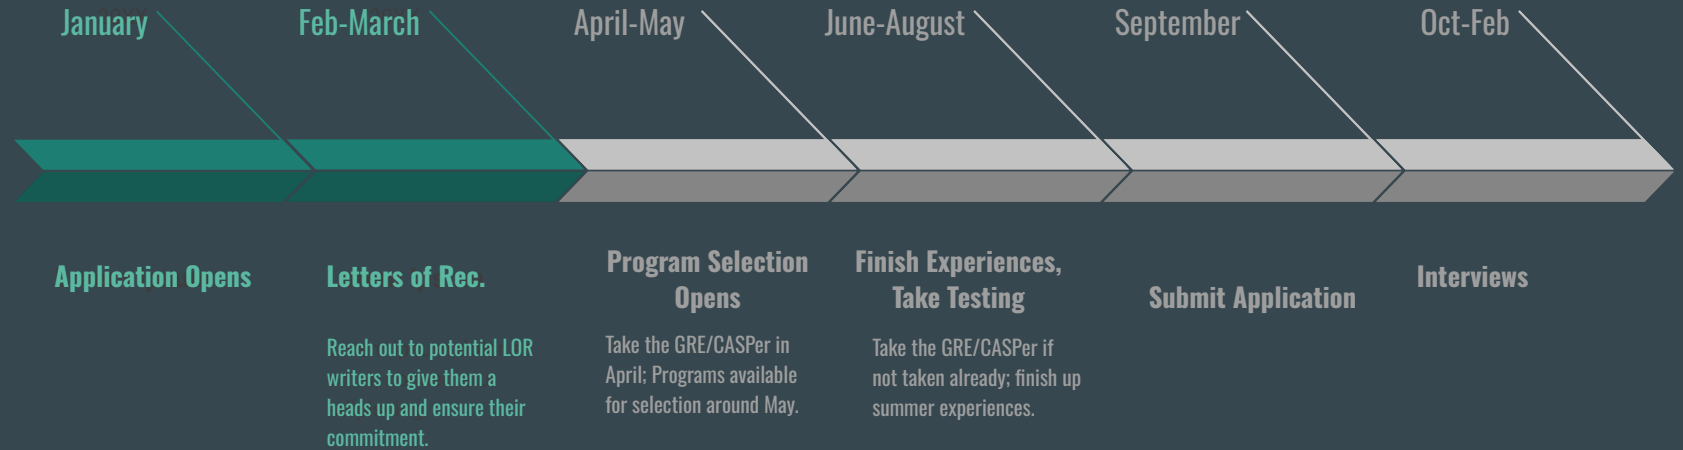 January
Feb-March
April-May
June-August
September
Oct-Feb
Application Opens
Letters of Rec.
Reach out to potential LOR
writers to give them a
heads up and ensure their
commitment.
Program Selection
Opens
Take the GRE/CASPer in
April; Programs available
for selection around May.
Finish Experiences,
Take Testing
Take the GRE/CASPer if
not taken already; finish up
summer experiences.
Submit Application
Interviews